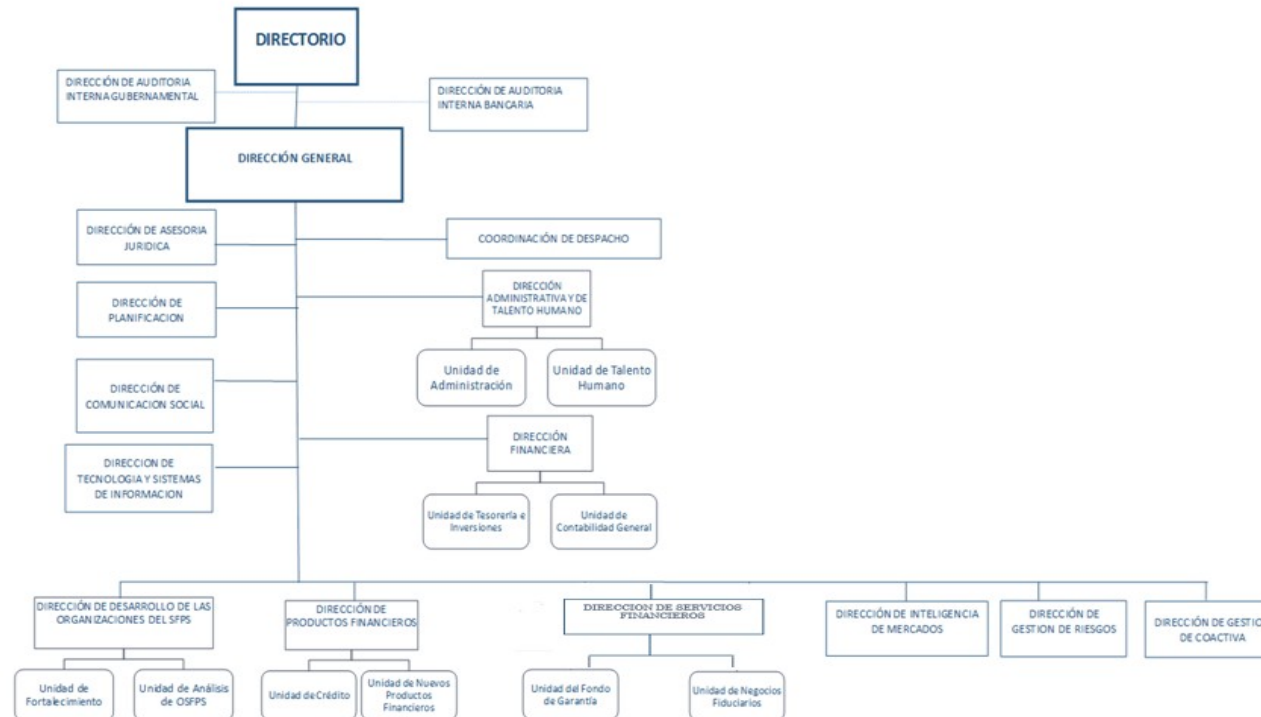 DIRECTORIO
DIRECCIÓN DE AUDITORIA
INTERNA GUBERNAMENTAL
DIRECCIÓN DE AUDITORIA
INTERNA BANCARIA
DIRECCIÓN GENERAL
DIRECCIÓN DE ASESORIA
JURIDICA
COORDINACIÓN DE DESPACHO
DIRECCIÓN
ADMINISTRATIVA Y DE
TALENTO HUMANO
DIRECCIÓN DE
PLANIFICACION
Unidad de
Administración
Unidad de Talento
Humano
DIRECCIÓN DE
COMUNICACION SOCIAL
DIRECCIÓN
FINANCIERA
DIRECCION DE
TECNOLOGIA Y SISTEMAS
DE INFORMACION
Unidad de Tesorería e
Inversiones
Unidad de
Contabilidad General
DIRECCIÓN DE DESARROLLO DE LAS
ORGANIZACIONES DEL SFPS
DIRECCIÓN DE
PRODUCTOS FINANCIEROS
DIRECCION DE SERVICIOS
FINANCIEROS
DIRECCIÓN DE INTELIGENCIA
DE MERCADOS
DIRECCIÓN DE
GESTION DE RIESGOS
DIRECCIÓN DE GESTIO
DE COACTIVA
Unidad de
Fortalecimiento
Unidad de Análisis
de OSFPS
Unidad de Crédito
Unidad de Nuevos
Productos
Financieros
Unidad del Fondo
de Garantía
Unidad de Negocios
Fiduciarios